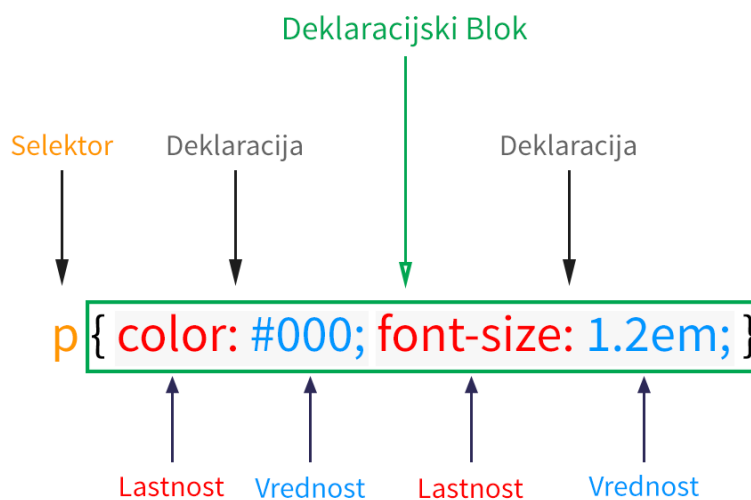 Deklaracijski Blok
Selektor Deklaracija Deklaracija
p { color: #000; font-size: 1.2em; }
Lastnost Vrednost Lastnost Vrednost